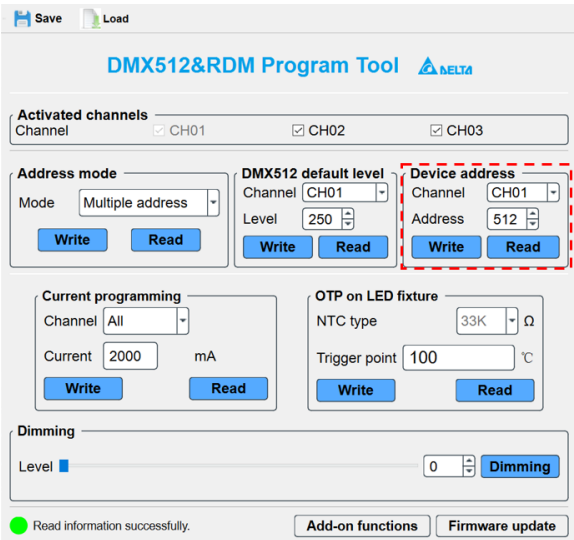 Save Load
DMX512&RDM Program Tool DELTA
Activated channels
Channel CH01 CH02 CH03
Address mode
Mode Multiple address
Write Read
DMX512 default level
Channel CH01
Level 250
Write Read
Device address
Channel CH01
Address 512
Write Read
Current programming
Channel All
Current 2000 mA
Write Read
OTP on LED fixture
NTC type 33K Ω
Trigger point 100 ℃
Write Read
Dimming
Level 0 Dimming
Read information successfully. Add-on functions Firmware update